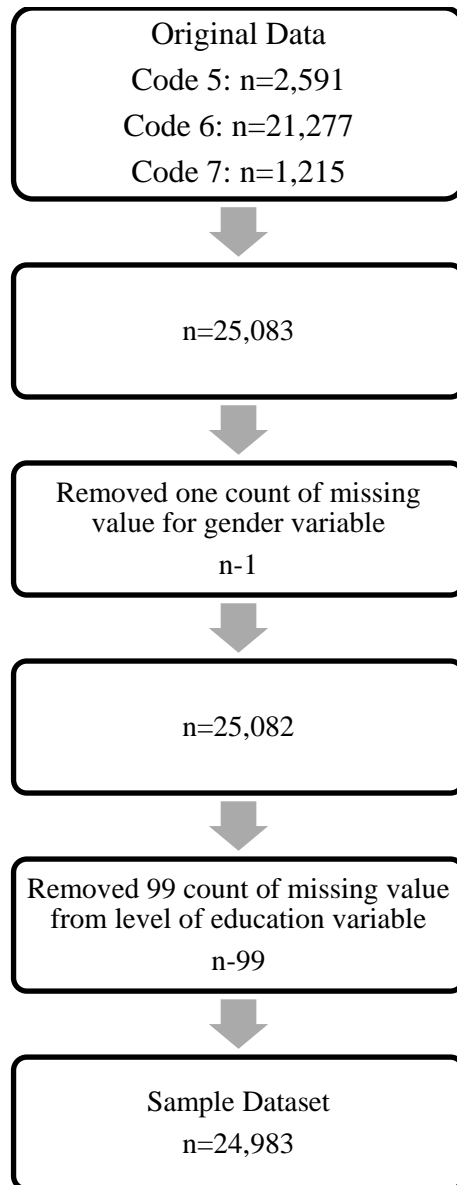 Original Data
Code 5: n=2,591
Code 6: n=21,277
Code 7: n=1,215
n=25,083
Removed one count of missing
value for gender variable
n-1
n=25,082
Removed 99 count of missing value
from level of education variable
n-99
Sample Dataset
n=24,983